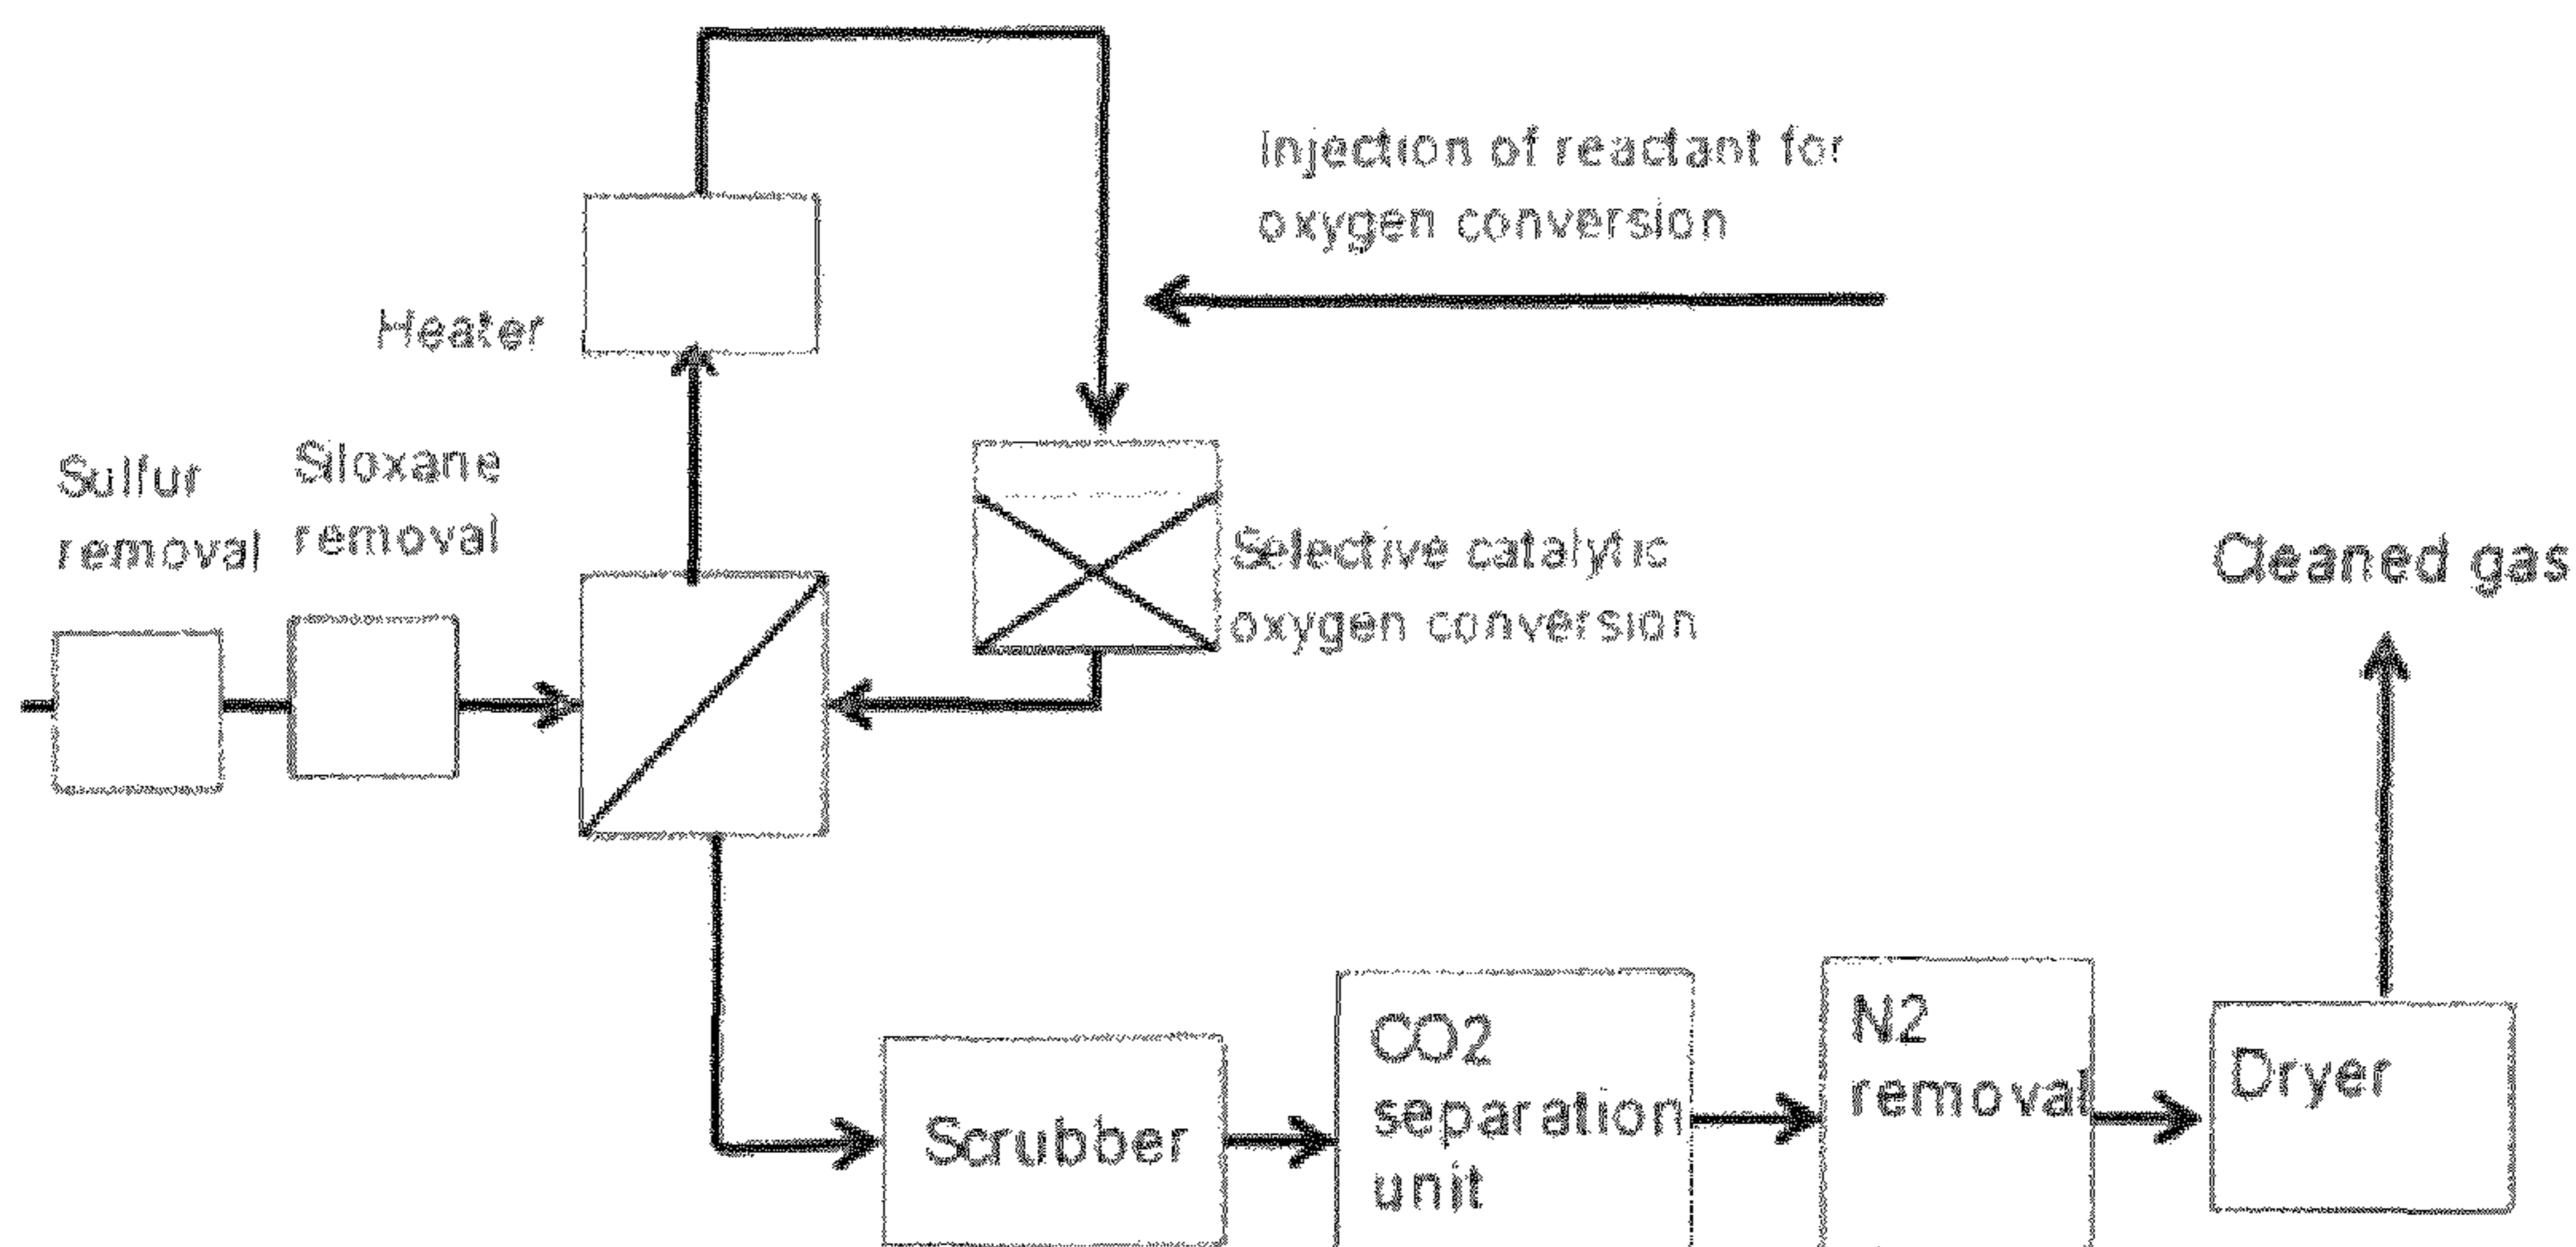 Injection of reactant for
oxygen conversion
Heater
Sulfur
removal
Siloxane
removal
Selective catalytic
oxygen conversion
Cleaned gas
Scrubber
CO2
separation
unit
N2
removal
Dryer